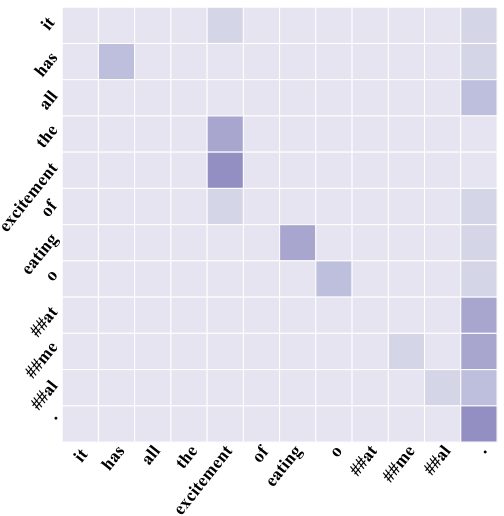 it
has
all
the
excitement
of
eating
o
##at
##me
##al
.
it
has
all
the
excitement
of
eating
o
##at
##me
##al
.